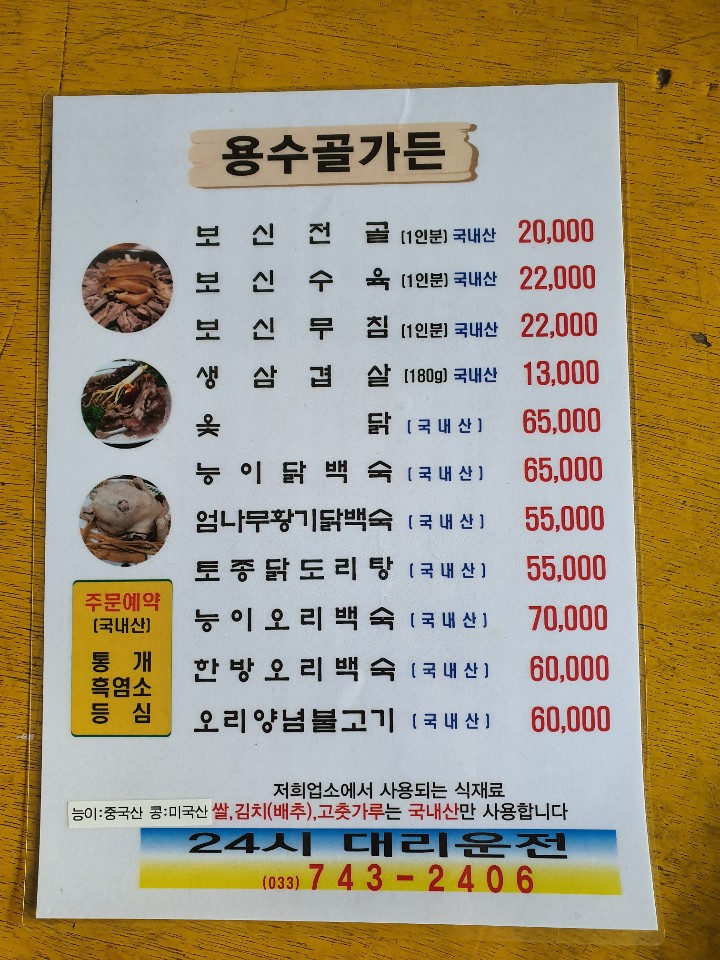 용수골가든
보신전골 (1인분) 국내산 20,000
보신수육 (1인분) 국내산 22,000
보신무침 (1인분) 국내산 22,000
생삼겹살 (180g) 국내산 13,000
옻닭 (국내산) 65,000
능이닭백숙 (국내산) 65,000
엄나무황기닭백숙 (국내산) 55,000
토종닭도리탕 (국내산) 55,000
능이오리백숙 (국내산) 70,000
한방오리백숙 (국내산) 60,000
오리양념불고기 (국내산) 60,000
주문예약
(국내산)
통개
흑염소
등심
저희업소에서 사용되는 식재료
능이:중국산 콩:미국산 쌀,김치(배추),고춧가루는 국내산만 사용합니다
24시 대리운전
(033) 743-2406